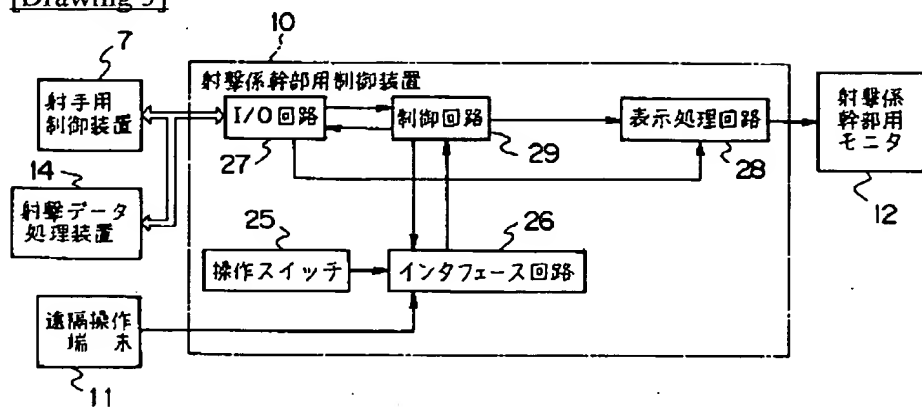 [Drawing 5]
10
7
射撃係幹部用制御装置
射手用
制御装置
I/O回路
27
制御回路
29
表示処理回路
28
射撃係
幹部用
モニタ
12
14
射撃データ
処理装置
25
操作スイッチ
26
インタフェース回路
遠隔操作
端末
11